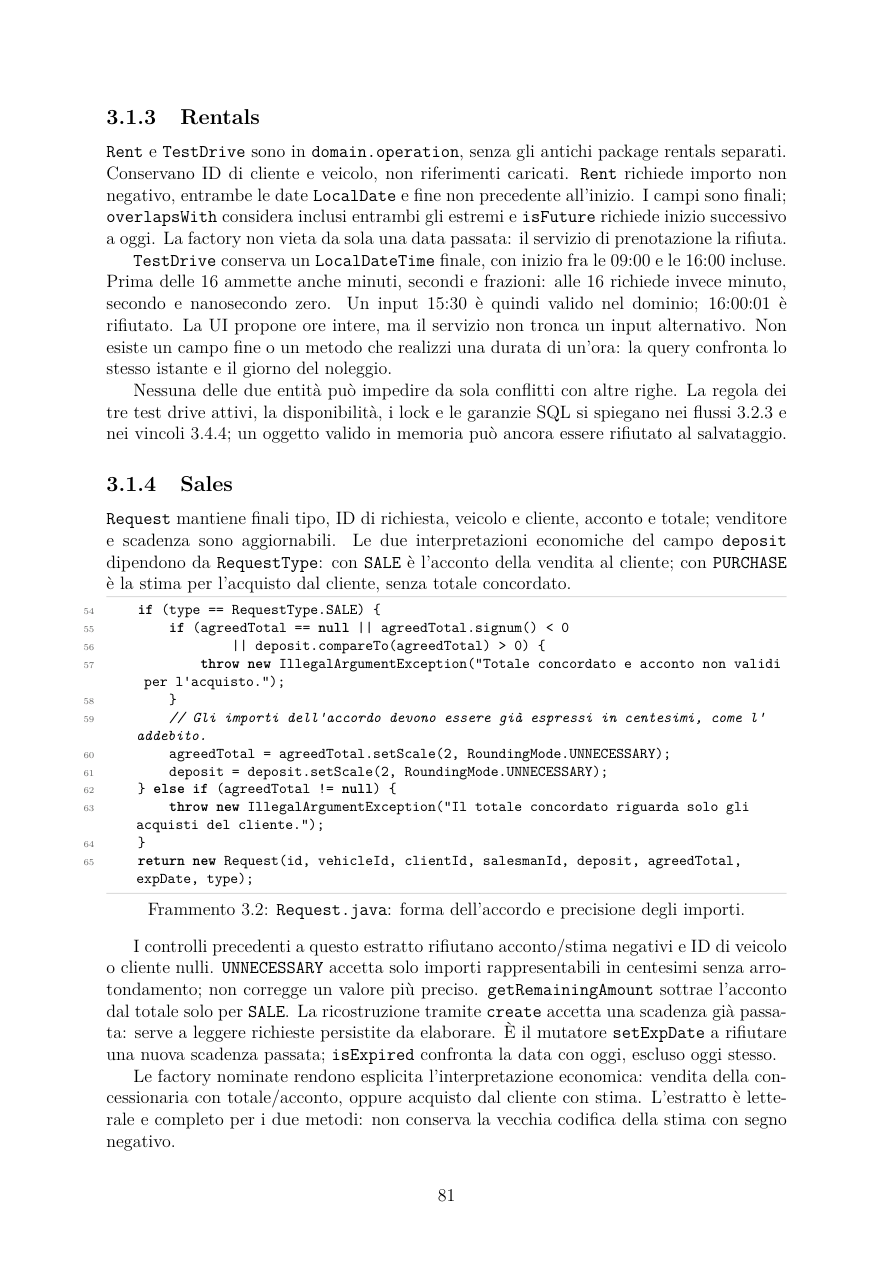 3.1.3 Rentals
Rent e TestDrive sono in domain.operation, senza gli antichi package rentals separati.
Conservano ID di cliente e veicolo, non riferimenti caricati. Rent richiede importo non
negativo, entrambe le date LocalDate e fine non precedente all'inizio. I campi sono finali;
overlapsWith considera inclusi entrambi gli estremi e isFuture richiede inizio successivo
a oggi. La factory non vieta da sola una data passata: il servizio di prenotazione la rifiuta.
TestDrive conserva un LocalDateTime finale, con inizio fra le 09:00 e le 16:00 incluse.
Prima delle 16 ammette anche minuti, secondi e frazioni: alle 16 richiede invece minuto,
secondo e nanosecondo zero. Un input 15:30 è quindi valido nel dominio; 16:00:01 è
rifiutato. La UI propone ore intere, ma il servizio non tronca un input alternativo. Non
esiste un campo fine o un metodo che realizzi una durata di un'ora: la query confronta lo
stesso istante e il giorno del noleggio.
Nessuna delle due entità può impedire da sola conflitti con altre righe. La regola dei
tre test drive attivi, la disponibilità, i lock e le garanzie SQL si spiegano nei flussi 3.2.3 e
nei vincoli 3.4.4; un oggetto valido in memoria può ancora essere rifiutato al salvataggio.
3.1.4 Sales
Request mantiene finali tipo, ID di richiesta, veicolo e cliente, acconto e totale; venditore
e scadenza sono aggiornabili. Le due interpretazioni economiche del campo deposit
dipendono da RequestType: con SALE è l'acconto della vendita al cliente; con PURCHASE
è la stima per l'acquisto dal cliente, senza totale concordato.
54 if (type == RequestType.SALE) {
55 if (agreedTotal == null || agreedTotal.signum() < 0
56 || deposit.compareTo(agreedTotal) > 0) {
57 throw new IllegalArgumentException("Totale concordato e acconto non validi
per l'acquisto.");
58 }
59 // Gli importi dell'accordo devono essere già espressi in centesimi, come l'
addebito.
60 agreedTotal = agreedTotal.setScale(2, RoundingMode.UNNECESSARY);
61 deposit = deposit.setScale(2, RoundingMode.UNNECESSARY);
62 } else if (agreedTotal != null) {
63 throw new IllegalArgumentException("Il totale concordato riguarda solo gli
acquisti del cliente.");
64 }
65 return new Request(id, vehicleId, clientId, salesmanId, deposit, agreedTotal,
expDate, type);
Frammento 3.2: Request.java: forma dell'accordo e precisione degli importi.
I controlli precedenti a questo estratto rifiutano acconto/stima negativi e ID di veicolo
o cliente nulli. UNNECESSARY accetta solo importi rappresentabili in centesimi senza arro-
tondamento; non corregge un valore più preciso. getRemainingAmount sottrae l'acconto
dal totale solo per SALE. La ricostruzione tramite create accetta una scadenza già passa-
ta: serve a leggere richieste persistite da elaborare. È il mutatore setExpDate a rifiutare
una nuova scadenza passata; isExpired confronta la data con oggi, escluso oggi stesso.
Le factory nominate rendono esplicita l'interpretazione economica: vendita della con-
cessionaria con totale/acconto, oppure acquisto dal cliente con stima. L'estratto è lette-
rale e completo per i due metodi: non conserva la vecchia codifica della stima con segno
negativo.
81